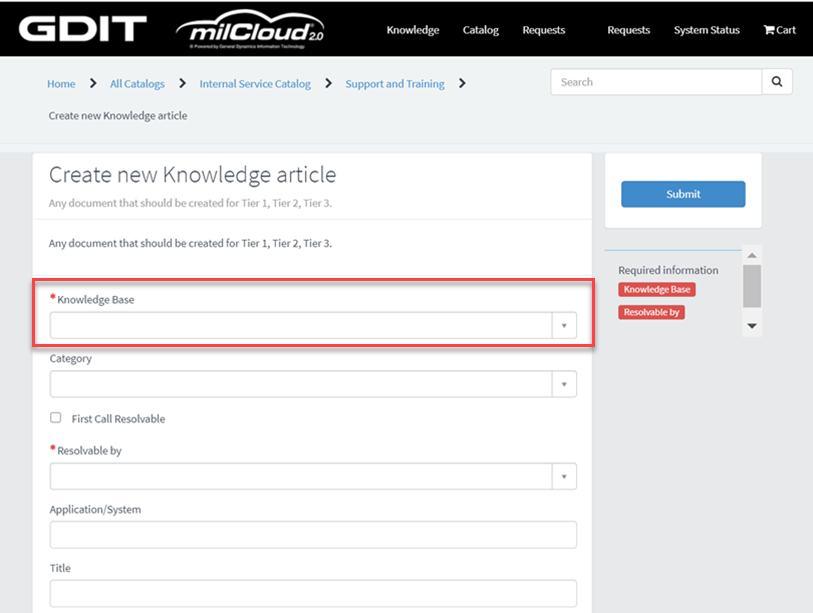 GDIT milCloud 2.0 Knowledge Catalog Requests Requests System Status Cart
® Powered by General Dynamics Information Technology
Home All Catalogs Internal Service Catalog Support and Training Search
Create new Knowledge article
Create new Knowledge article
Any document that should be created for Tier 1, Tier 2, Tier 3.
Submit
Any document that should be created for Tier 1, Tier 2, Tier 3.
Required information
Knowledge Base
Resolvable by
* Knowledge Base
Category
First Call Resolvable
* Resolvable by
Application/System
Title